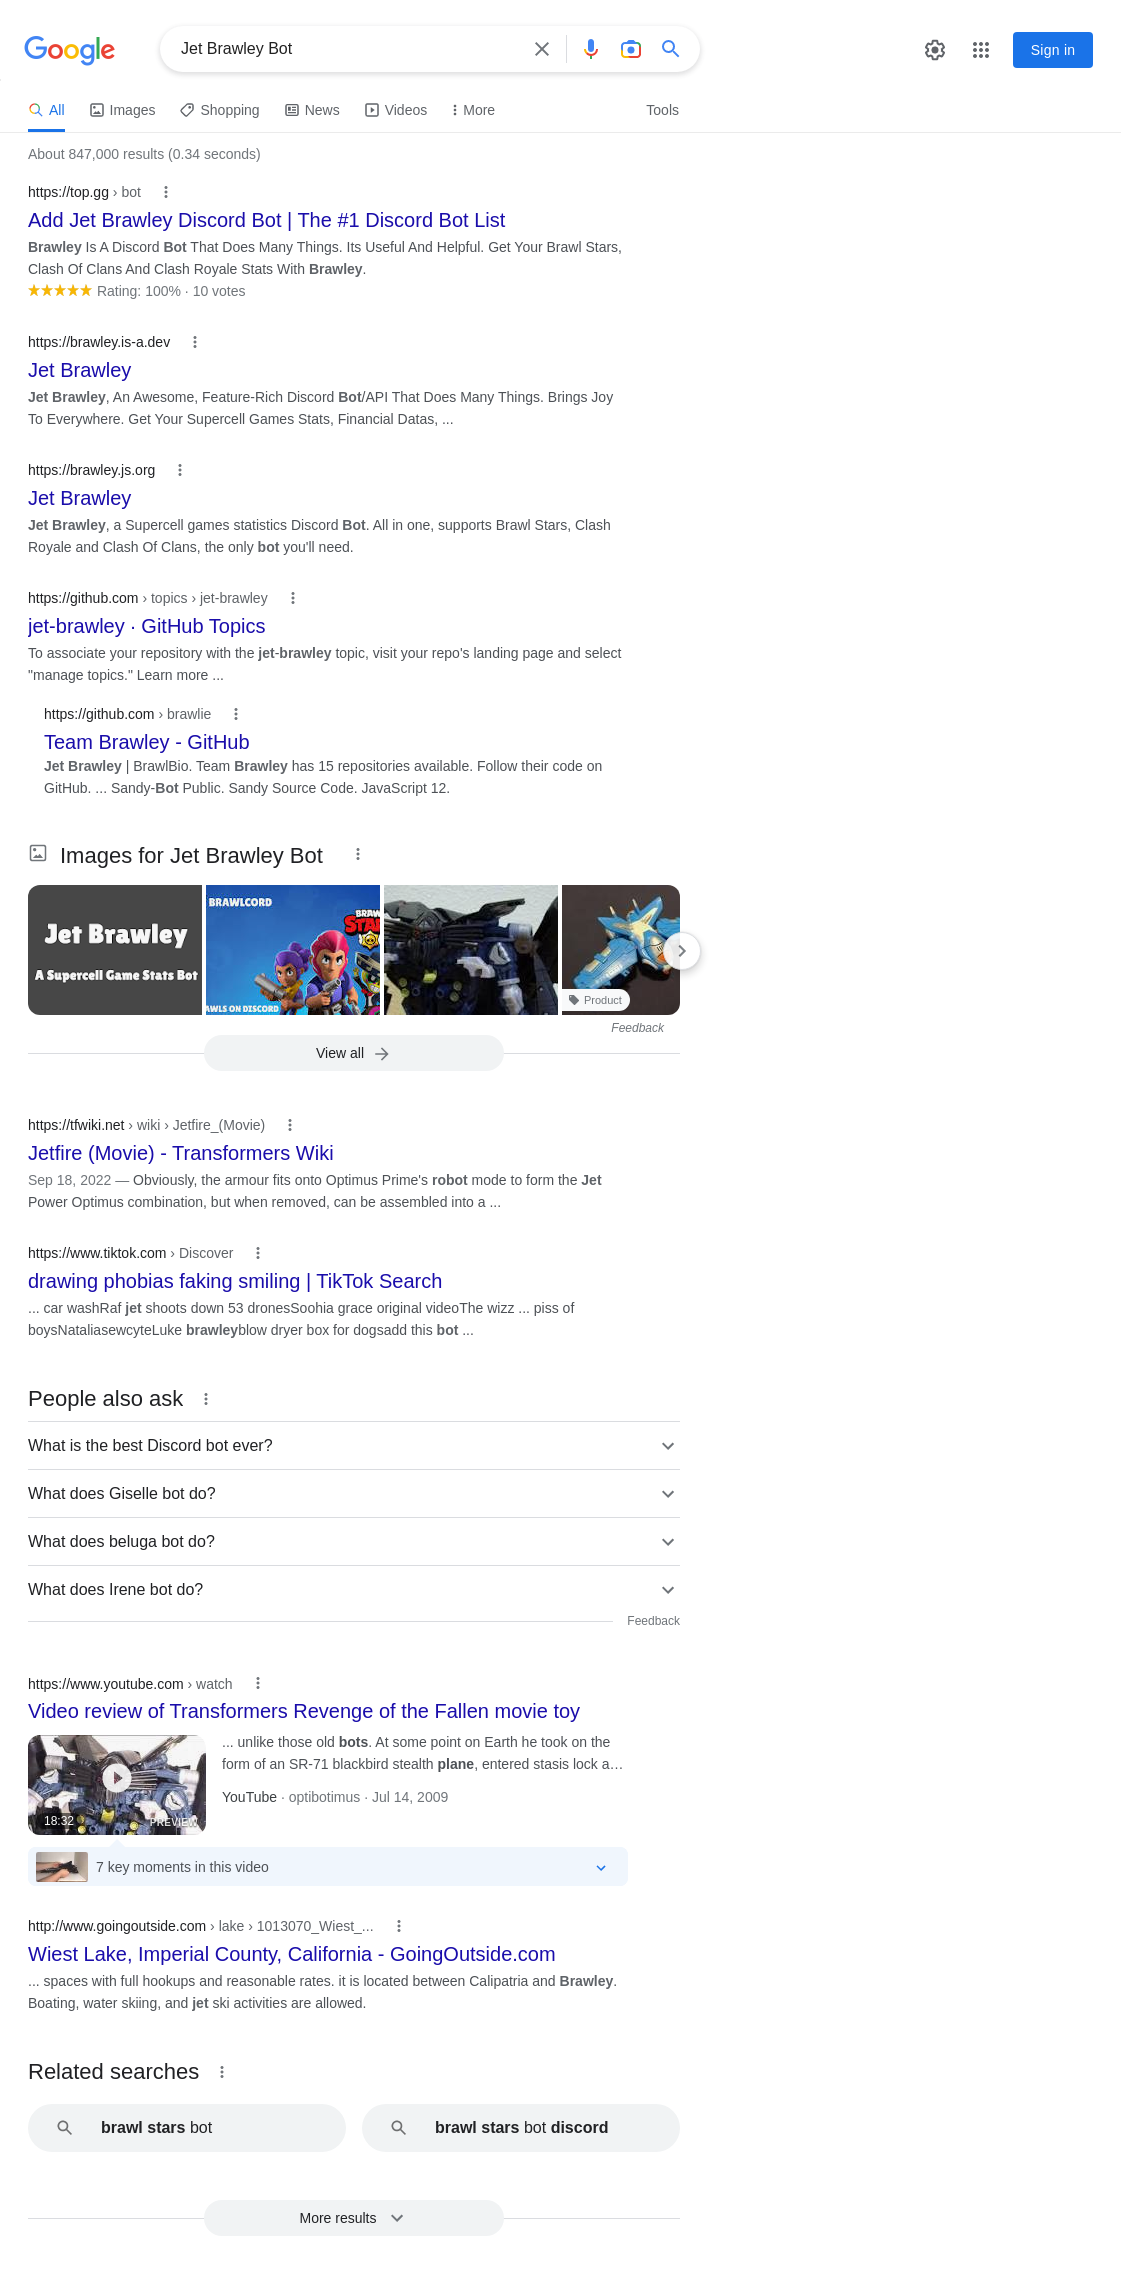 Google
Jet Brawley Bot
Sign in
All Images Shopping News Videos More Tools
About 847,000 results (0.34 seconds)
https://top.gg › bot
Add Jet Brawley Discord Bot | The #1 Discord Bot List
Brawley Is A Discord Bot That Does Many Things. Its Useful And Helpful. Get Your Brawl Stars,
Clash Of Clans And Clash Royale Stats With Brawley.
Rating: 100% · 10 votes
https://brawley.is-a.dev
Jet Brawley
Jet Brawley, An Awesome, Feature-Rich Discord Bot/API That Does Many Things. Brings Joy
To Everywhere. Get Your Supercell Games Stats, Financial Datas, ...
https://brawley.js.org
Jet Brawley
Jet Brawley, a Supercell games statistics Discord Bot. All in one, supports Brawl Stars, Clash
Royale and Clash Of Clans, the only bot you'll need.
https://github.com › topics › jet-brawley
jet-brawley · GitHub Topics
To associate your repository with the jet-brawley topic, visit your repo's landing page and select
"manage topics." Learn more ...
https://github.com › brawlie
Team Brawley - GitHub
Jet Brawley | BrawlBio. Team Brawley has 15 repositories available. Follow their code on
GitHub. ... Sandy-Bot Public. Sandy Source Code. JavaScript 12.
Images for Jet Brawley Bot
Jet Brawley
A Supercell Game Stats Bot
BRAWLCORD
BRAW
STA
AWLS ON DISCORD
Product
Feedback
View all
https://tfwiki.net › wiki › Jetfire_(Movie)
Jetfire (Movie) - Transformers Wiki
Sep 18, 2022 — Obviously, the armour fits onto Optimus Prime's robot mode to form the Jet
Power Optimus combination, but when removed, can be assembled into a ...
https://www.tiktok.com › Discover
drawing phobias faking smiling | TikTok Search
... car washRaf jet shoots down 53 dronesSoohia grace original videoThe wizz ... piss of
boysNataliasewcyteLuke brawleyblow dryer box for dogsadd this bot ...
People also ask
What is the best Discord bot ever?
What does Giselle bot do?
What does beluga bot do?
What does Irene bot do?
Feedback
https://www.youtube.com › watch
Video review of Transformers Revenge of the Fallen movie toy
... unlike those old bots. At some point on Earth he took on the
form of an SR-71 blackbird stealth plane, entered stasis lock a…
YouTube · optibotimus · Jul 14, 2009
18:32
PREVIEW
7 key moments in this video
http://www.goingoutside.com › lake › 1013070_Wiest_...
Wiest Lake, Imperial County, California - GoingOutside.com
... spaces with full hookups and reasonable rates. it is located between Calipatria and Brawley.
Boating, water skiing, and jet ski activities are allowed.
Related searches
brawl stars bot
brawl stars bot discord
More results